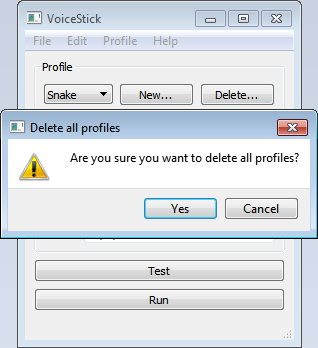 VoiceStick
File Edit Profile Help
Profile
Snake New... Delete...
Delete all profiles
Are you sure you want to delete all profiles?
Yes Cancel
Test
Run